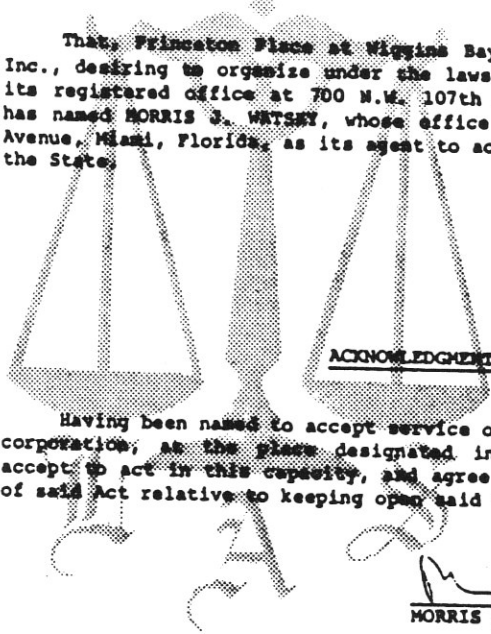 That, Princeton Place at Wiggins Bay
Inc., desiring to organize under the laws
its registered office at 700 N.W. 107th
has named MORRIS J. WATSKY, whose office
Avenue, Miami, Florida, as its agent to ac
the State.
ACKNOWLEDGMENT
Having been named to accept service o
corporation, at the place designated in
accept to act in this capacity, and agree
of said Act relative to keeping open said
MORRIS